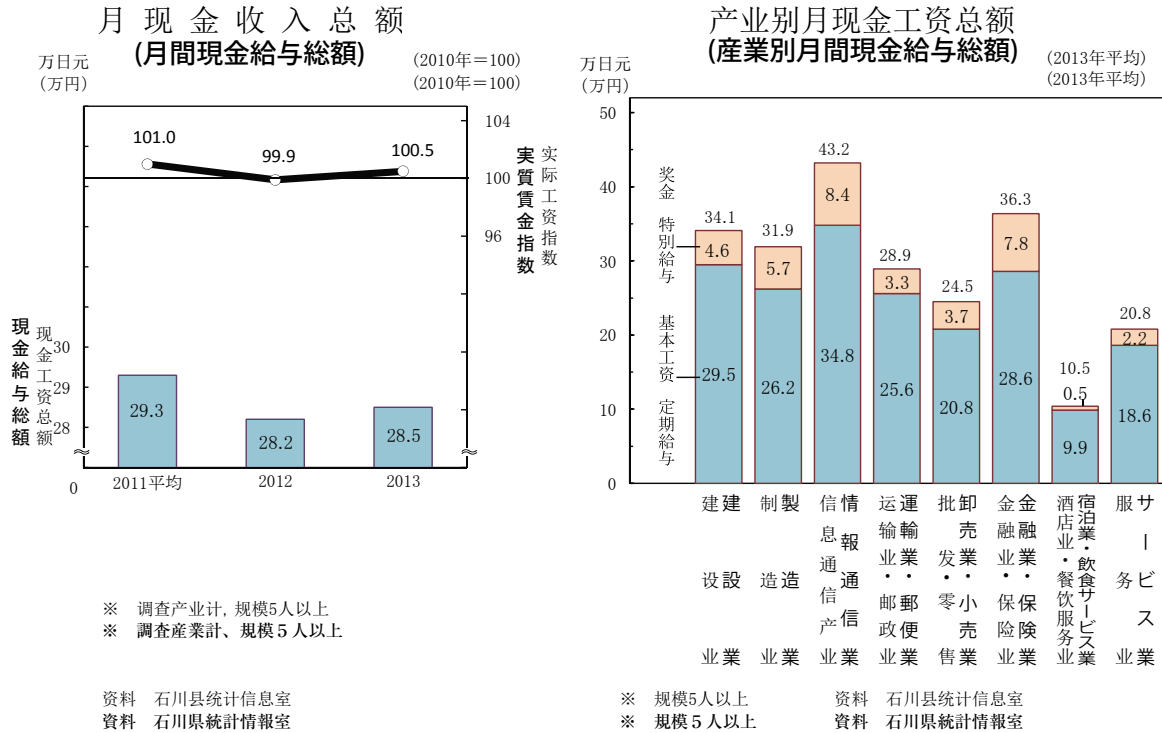 月现金收入总额
(月間現金給与総額)
万日元
(万円)
(2010年＝100)
(2010年＝100)
101.0
99.9
100.5
104
100
96
実質賃金指数
实际工资指数
現金給与総額
现金工资总额
30
29
28
0
29.3
28.2
28.5
2011平均
2012
2013
※ 调查产业计, 规模5人以上
※ 調査産業計、規模５人以上
资料 石川县统计信息室
資料 石川県統計情報室
产业别月现金工资总额
(産業別月間現金給与総額)
万日元
(万円)
(2013年平均)
(2013年平均)
50
40
30
20
10
0
奖金 特別給与
基本工资 定期給与
34.1
4.6
29.5
31.9
5.7
26.2
43.2
8.4
34.8
28.9
3.3
25.6
24.5
3.7
20.8
36.3
7.8
28.6
10.5
0.5
9.9
20.8
2.2
18.6
建设业
建設業
制造业
製造業
信息通信产业
情報通信業
运输业・邮政业
運輸業・郵便業
批发・零售
卸売業・小売業
金融业・保险业
金融業・保険業
酒店业・餐饮服务业
宿泊業・飲食サービス業
服务业
サービス業
※ 规模5人以上
※ 規模５人以上
资料 石川县统计信息室
資料 石川県統計情報室